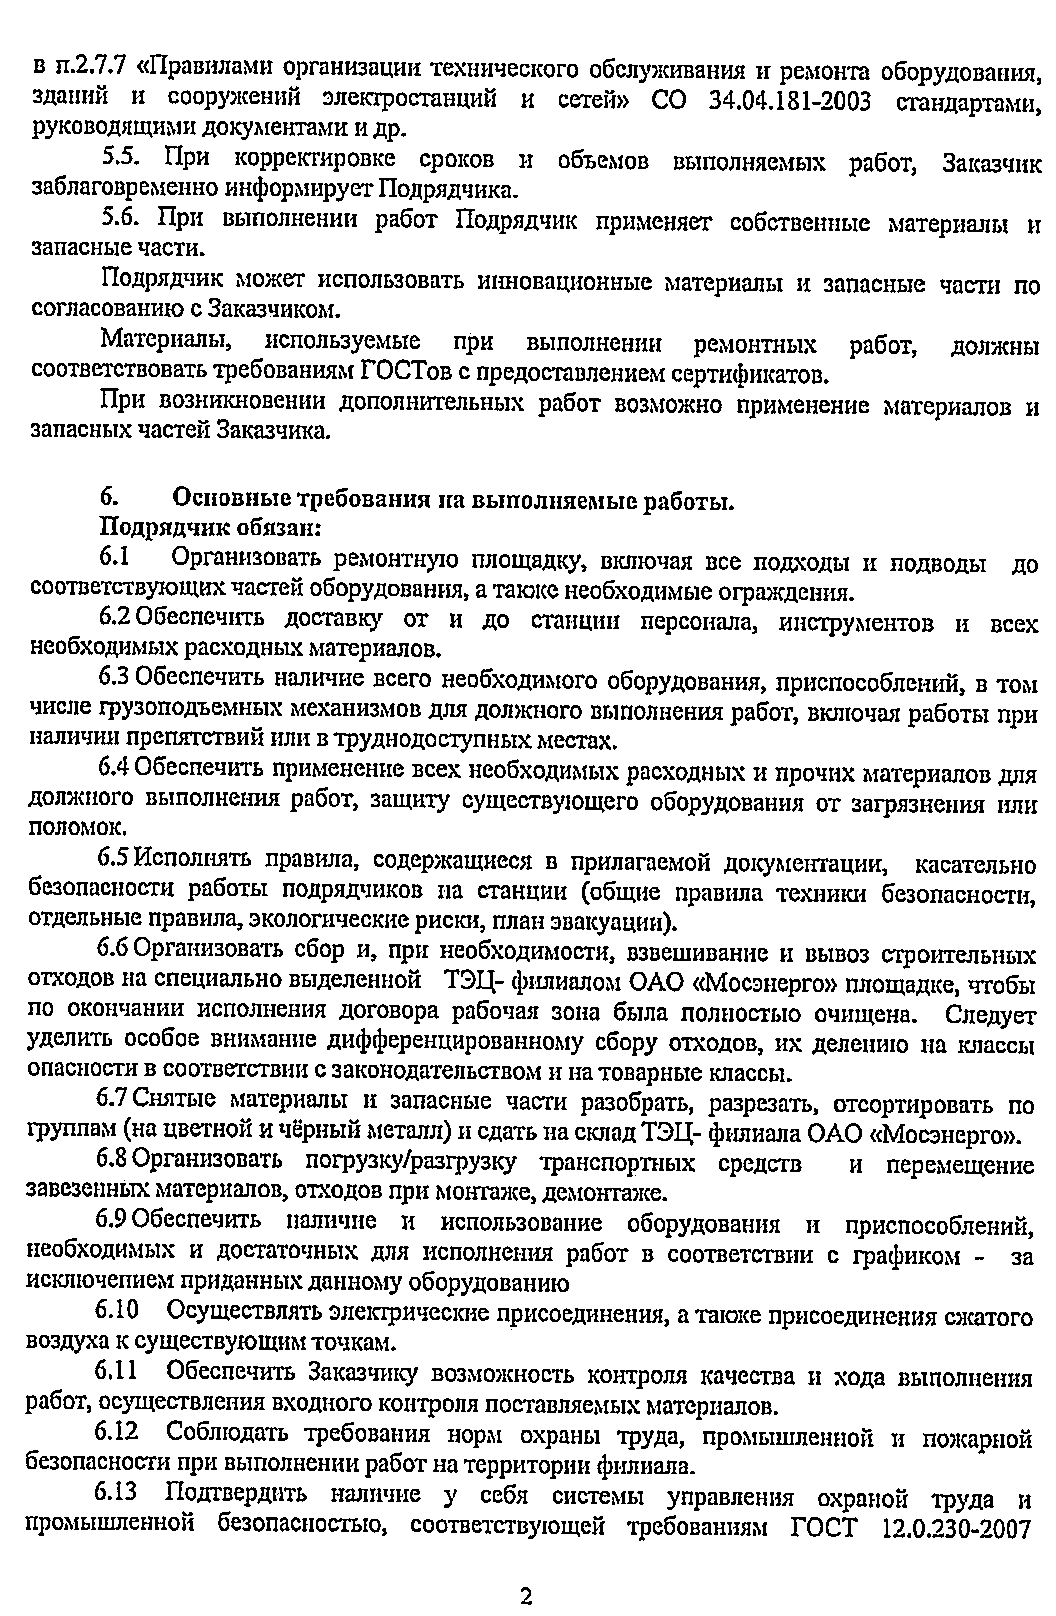 в п.2.7.7 «Правилами организации технического обслуживания и ремонта оборудования,
зданий и сооружений электростанций и сетей» СО 34.04.181-2003 стандартами,
руководящими документами и др.
5.5. При корректировке сроков и объемов выполняемых работ, Заказчик
заблаговременно информирует Подрядчика.
5.6. При выполнении работ Подрядчик применяет собственные материалы и
запасные части.
Подрядчик может использовать инновационные материалы и запасные части по
согласованию с Заказчиком.
Материалы, используемые при выполнении ремонтных работ, должны
соответствовать требованиям ГОСТов с предоставлением сертификатов.
При возникновении дополнительных работ возможно применение материалов и
запасных частей Заказчика.
6. Основные требования на выполняемые работы.
Подрядчик обязан:
6.1 Организовать ремонтную площадку, включая все подходы и подводы до
соответствующих частей оборудования, а также необходимые ограждения.
6.2 Обеспечить доставку от и до станции персонала, инструментов и всех
необходимых расходных материалов.
6.3 Обеспечить наличие всего необходимого оборудования, приспособлений, в том
числе грузоподъемных механизмов для должного выполнения работ, включая работы при
наличии препятствий или в труднодоступных местах.
6.4 Обеспечить применение всех необходимых расходных и прочих материалов для
должного выполнения работ, защиту существующего оборудования от загрязнения или
поломок.
6.5 Исполнять правила, содержащиеся в прилагаемой документации, касательно
безопасности работы подрядчиков на станции (общие правила техники безопасности,
отдельные правила, экологические риски, план эвакуации).
6.6 Организовать сбор и, при необходимости, взвешивание и вывоз строительных
отходов на специально выделенной ТЭЦ- филиалом ОАО «Мосэнерго» площадке, чтобы
по окончании исполнения договора рабочая зона была полностью очищена. Следует
уделить особое внимание дифференцированному сбору отходов, их делению на классы
опасности в соответствии с законодательством и на товарные классы.
6.7 Снятые материалы и запасные части разобрать, разрезать, отсортировать по
группам (на цветной и чёрный металл) и сдать на склад ТЭЦ- филиала ОАО «Мосэнерго».
6.8 Организовать погрузку/разгрузку транспортных средств и перемещение
завезенных материалов, отходов при монтаже, демонтаже.
6.9 Обеспечить наличие и использование оборудования и приспособлений,
необходимых и достаточных для исполнения работ в соответствии с графиком - за
исключением приданных данному оборудованию
6.10 Осуществлять электрические присоединения, а также присоединения сжатого
воздуха к существующим точкам.
6.11 Обеспечить Заказчику возможность контроля качества и хода выполнения
работ, осуществления входного контроля поставляемых материалов.
6.12 Соблюдать требования норм охраны труда, промышленной и пожарной
безопасности при выполнении работ на территории филиала.
6.13 Подтвердить наличие у себя системы управления охраной труда и
промышленной безопасностью, соответствующей требованиям ГОСТ 12.0.230-2007
2